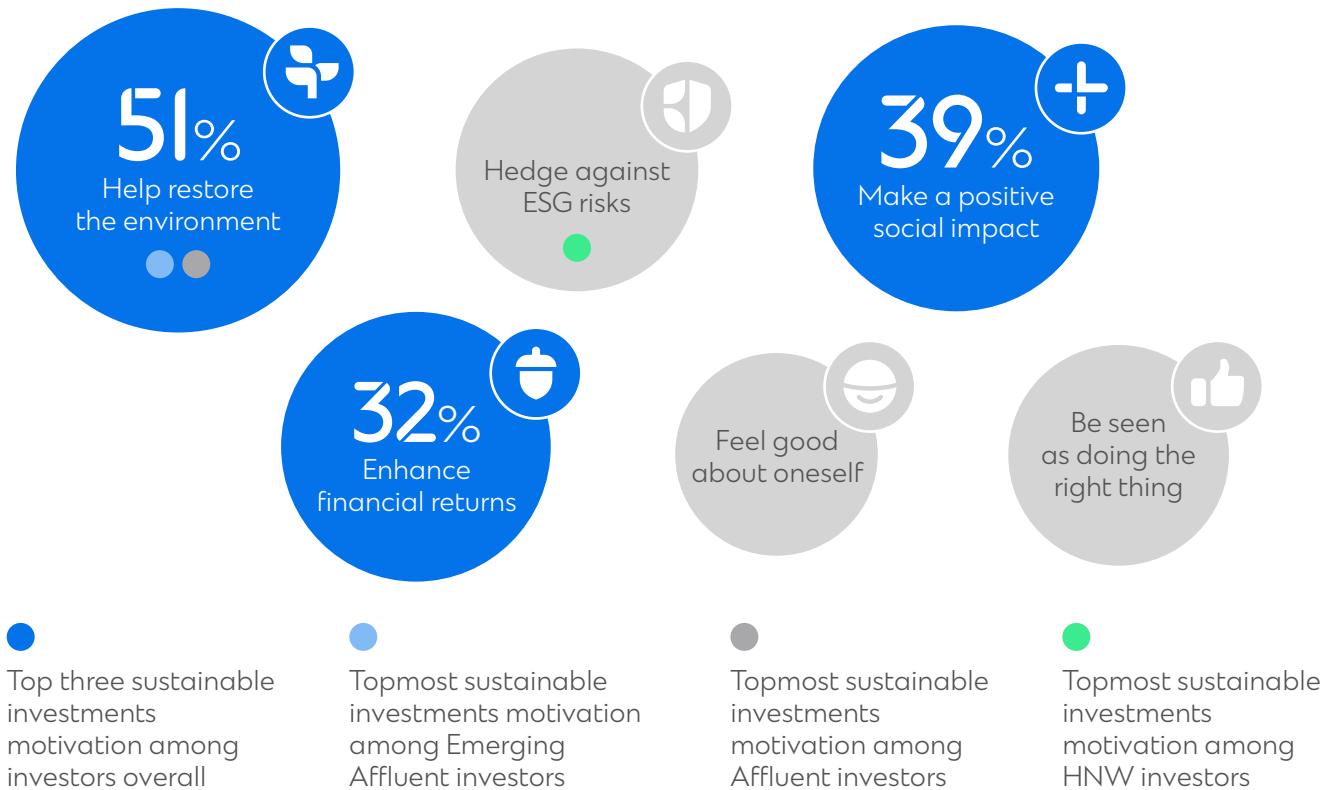 51%
Help restore
the environment
Hedge against
ESG risks
39%
Make a positive
social impact
32%
Enhance
financial returns
Feel good
about oneself
Be seen
as doing the
right thing
Top three sustainable
investments
motivation among
investors overall
Topmost sustainable
investments motivation
among Emerging
Affluent investors
Topmost sustainable
investments
motivation among
Affluent investors
Topmost sustainable
investments
motivation among
HNW investors